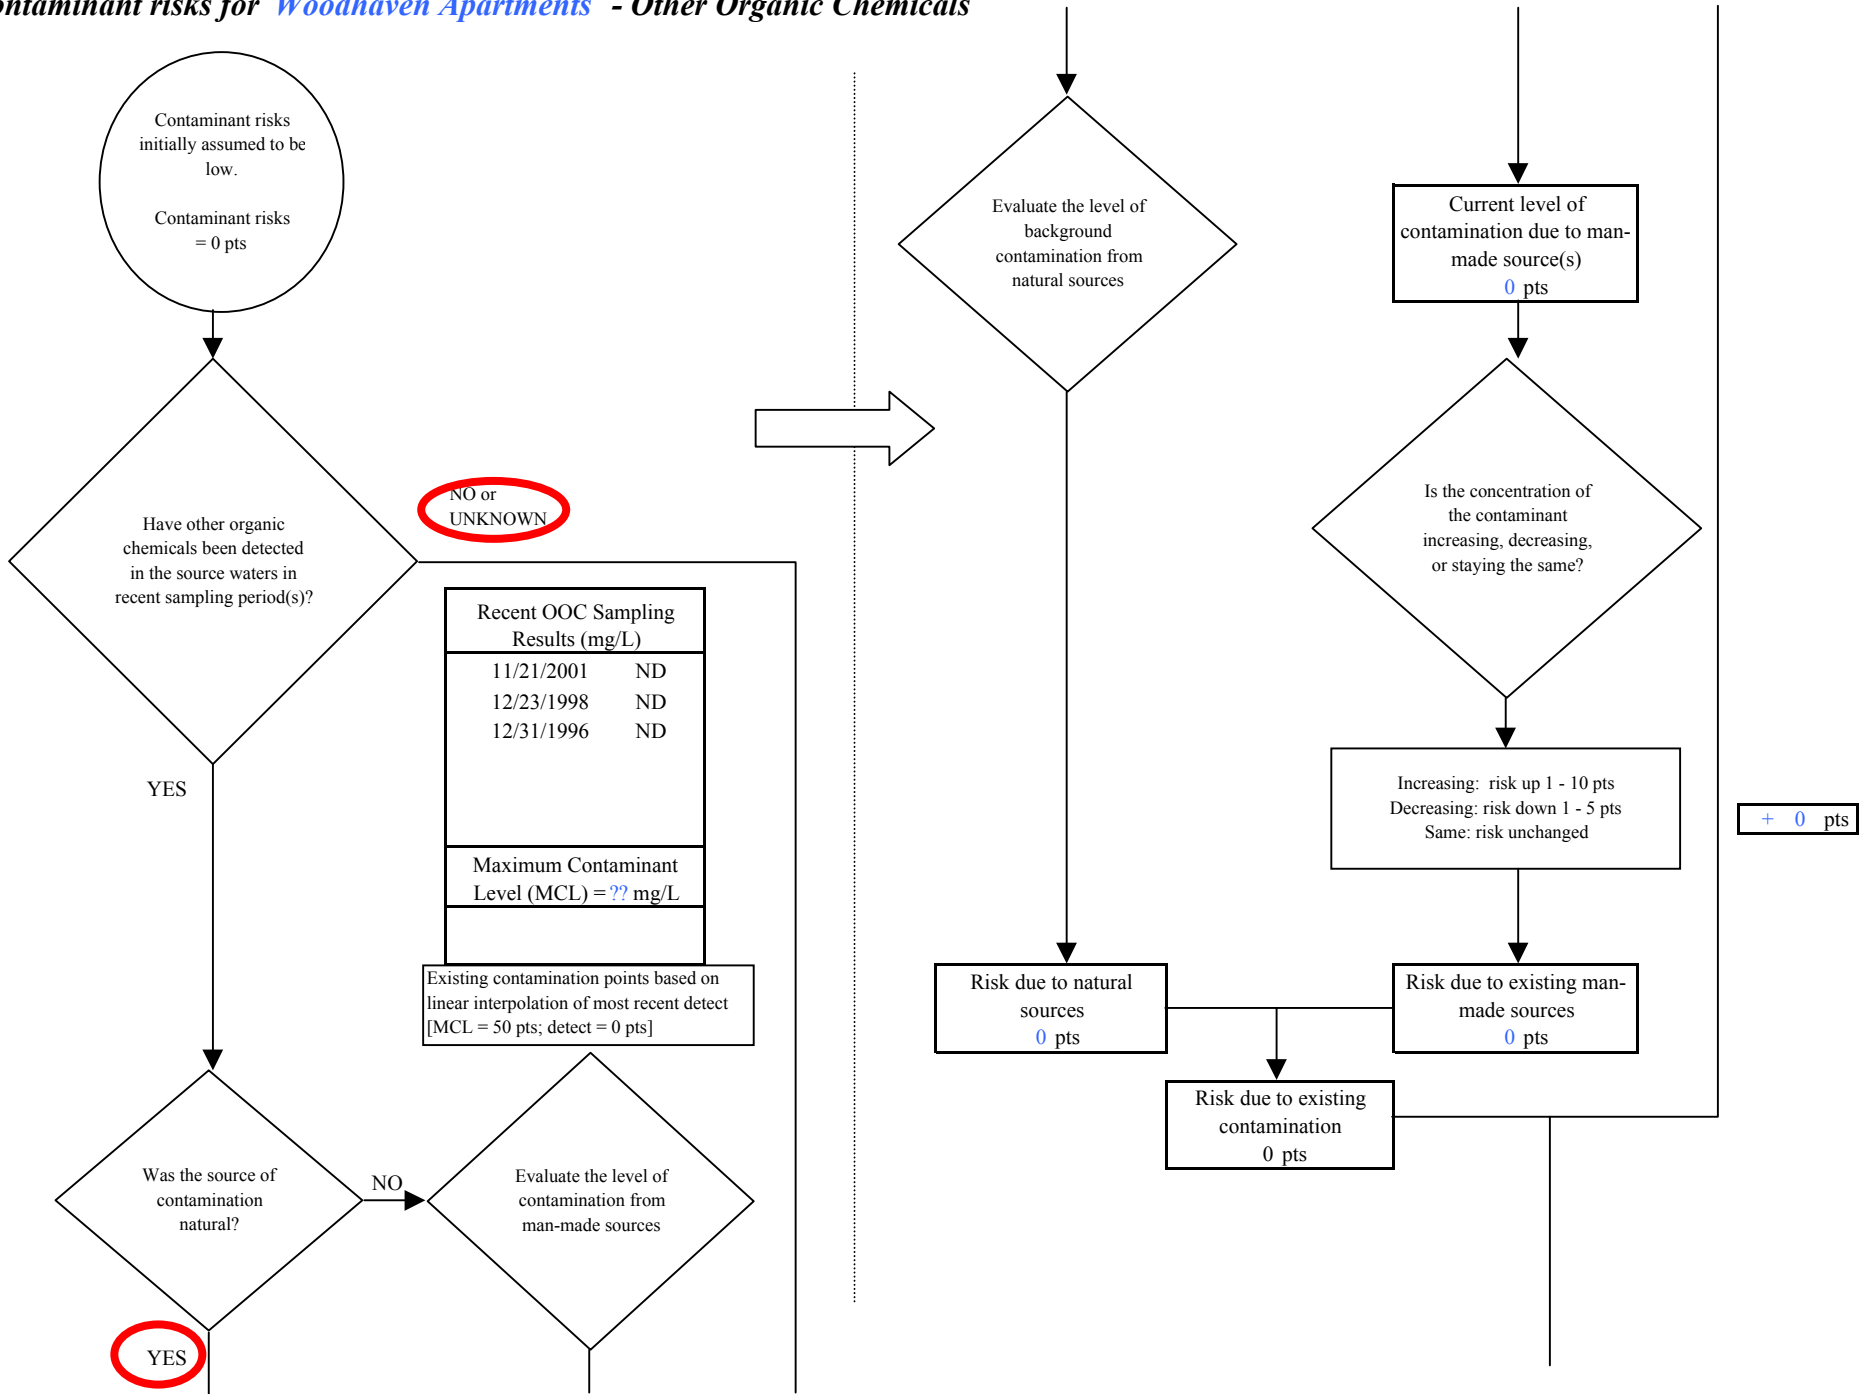 ontaminant risks for Woodhaven Apartments - Other Organic Chemicals
Contaminant risks
initially assumed to be
low.
Contaminant risks
= 0 pts
Have other organic
chemicals been detected
in the source waters in
recent sampling period(s)?
NO or
UNKNOWN
YES
Recent OOC Sampling
Results (mg/L)
11/21/2001 ND
12/23/1998 ND
12/31/1996 ND
Maximum Contaminant
Level (MCL) = ?? mg/L
Existing contamination points based on
linear interpolation of most recent detect
[MCL = 50 pts; detect = 0 pts]
Was the source of
contamination
natural?
NO
Evaluate the level of
contamination from
man-made sources
YES
Evaluate the level of
background
contamination from
natural sources
Current level of
contamination due to man-
made source(s)
0 pts
Is the concentration of
the contaminant
increasing, decreasing,
or staying the same?
Increasing: risk up 1 - 10 pts
Decreasing: risk down 1 - 5 pts
Same: risk unchanged
+ 0 pts
Risk due to natural
sources
0 pts
Risk due to existing man-
made sources
0 pts
Risk due to existing
contamination
0 pts